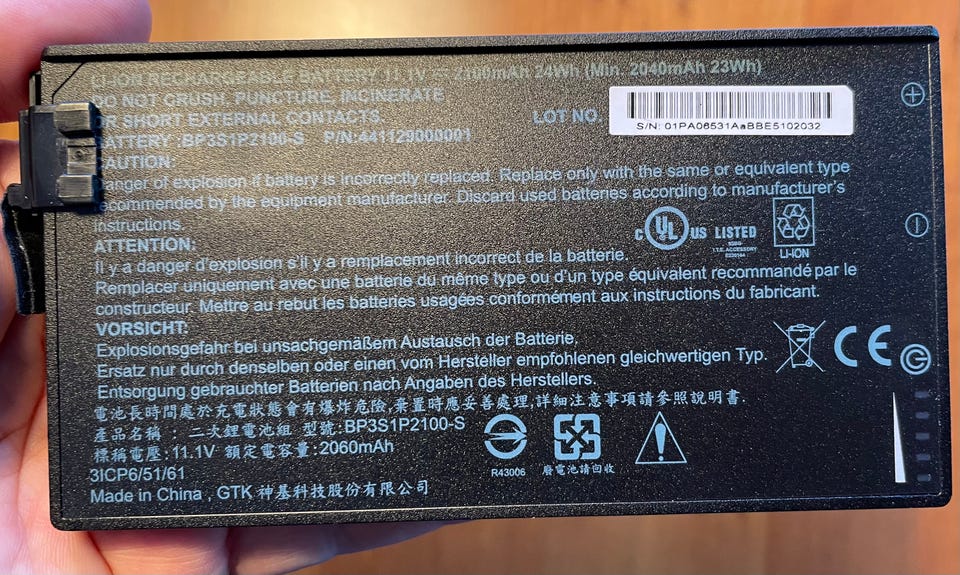 LI-ION RECHARGEABLE BATTERY 11.1V ⎓ 2100mAh 24Wh (Min. 2040mAh 23Wh)
DO NOT CRUSH, PUNCTURE, INCINERATE
OR SHORT EXTERNAL CONTACTS.
LOT NO.
S/N: 01PA06531AaBBE5102032
BATTERY :BP3S1P2100-S P/N:441129000001
CAUTION:
Danger of explosion if battery is incorrectly replaced. Replace only with the same or equivalent type
recommended by the equipment manufacturer. Discard used batteries according to manufacturer's
instructions.
C UL US LISTED
I.T.E. ACCESSORY
LI-ION
ATTENTION:
Il y a danger d'explosion s'il y a remplacement incorrect de la batterie.
Remplacer uniquement avec une batterie du même type ou d'un type équivalent recommandé par le
constructeur. Mettre au rebut les batteries usagées conformément aux instructions du fabricant.
VORSICHT:
Explosionsgefahr bei unsachgemäßem Austausch der Batterie,
Ersatz nur durch denselben oder einen vom Hersteller empfohlenen gleichwertigen Typ.
Entsorgung gebrauchter Batterien nach Angaben des Herstellers.
CE
電池長時間處於充電狀態會有爆炸危險,棄置時應妥善處理,詳細注意事項請參照說明書.
產品名稱：二次鋰電池組 型號:BP3S1P2100-S
標稱電壓:11.1V 額定電容量:2060mAh
3ICP6/51/61
Made in China , GTK 神基科技股份有限公司
R43006
廢電池請回收